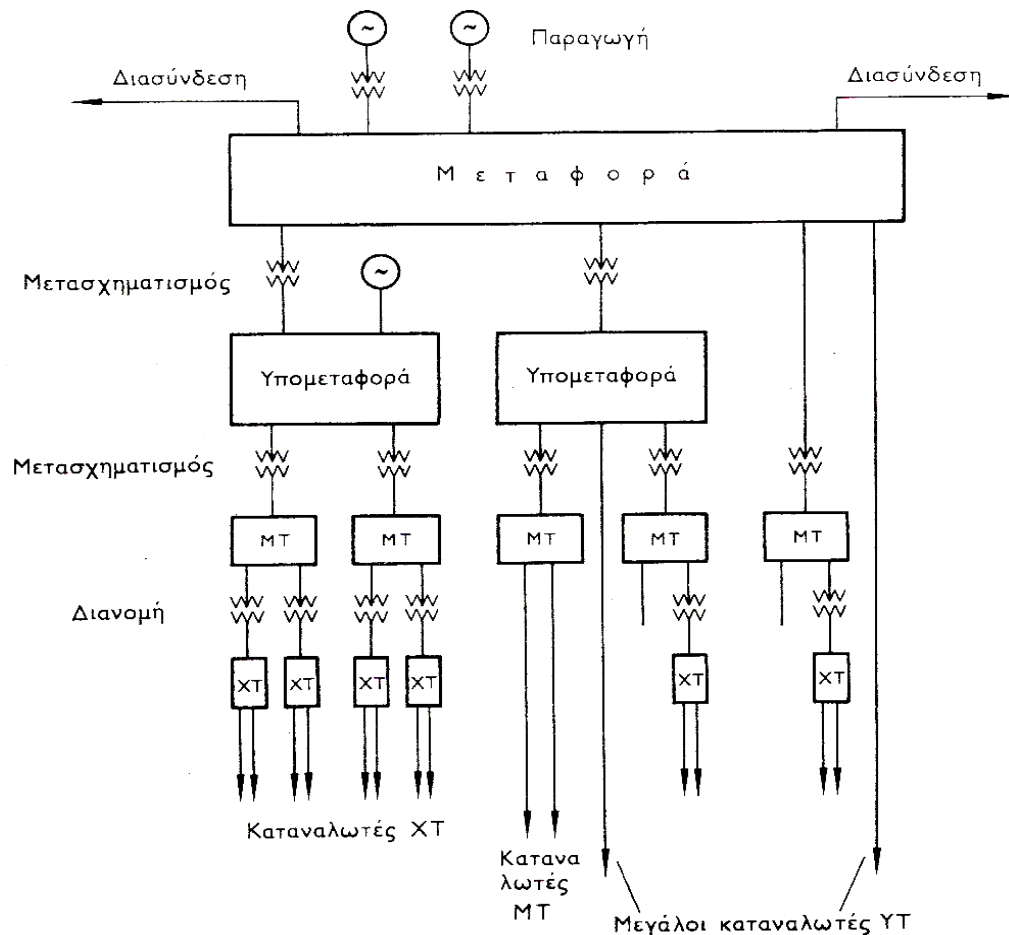 ~
~
Παραγωγή
Διασύνδεση
Διασύνδεση
Μεταφορά
Μετασχηματισμός
~
Υπομεταφορά
Υπομεταφορά
Μετασχηματισμός
ΜΤ
ΜΤ
ΜΤ
ΜΤ
ΜΤ
Διανομή
ΧΤ
ΧΤ
ΧΤ
ΧΤ
ΧΤ
ΧΤ
Καταναλωτές ΧΤ
Κατανα
λωτές
ΜΤ
Μεγάλοι καταναλωτές ΥΤ